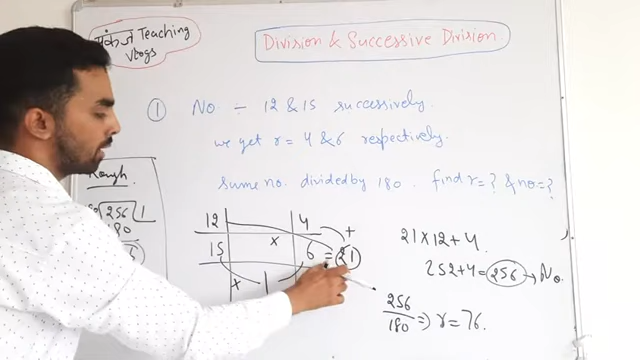 Teaching
Vlogs
Division & Successive Division
① No. ÷ 12 & 15 successively.
we get r = 4 & 6 respectively.
same no. divided by 180. find r=? & no=?
Rough
256 1
180
12 4 +
x
15 6 = 21
x 1
21 x 12 + 4
252+4 = 256 → No.
256
180 ⇒ r = 76.